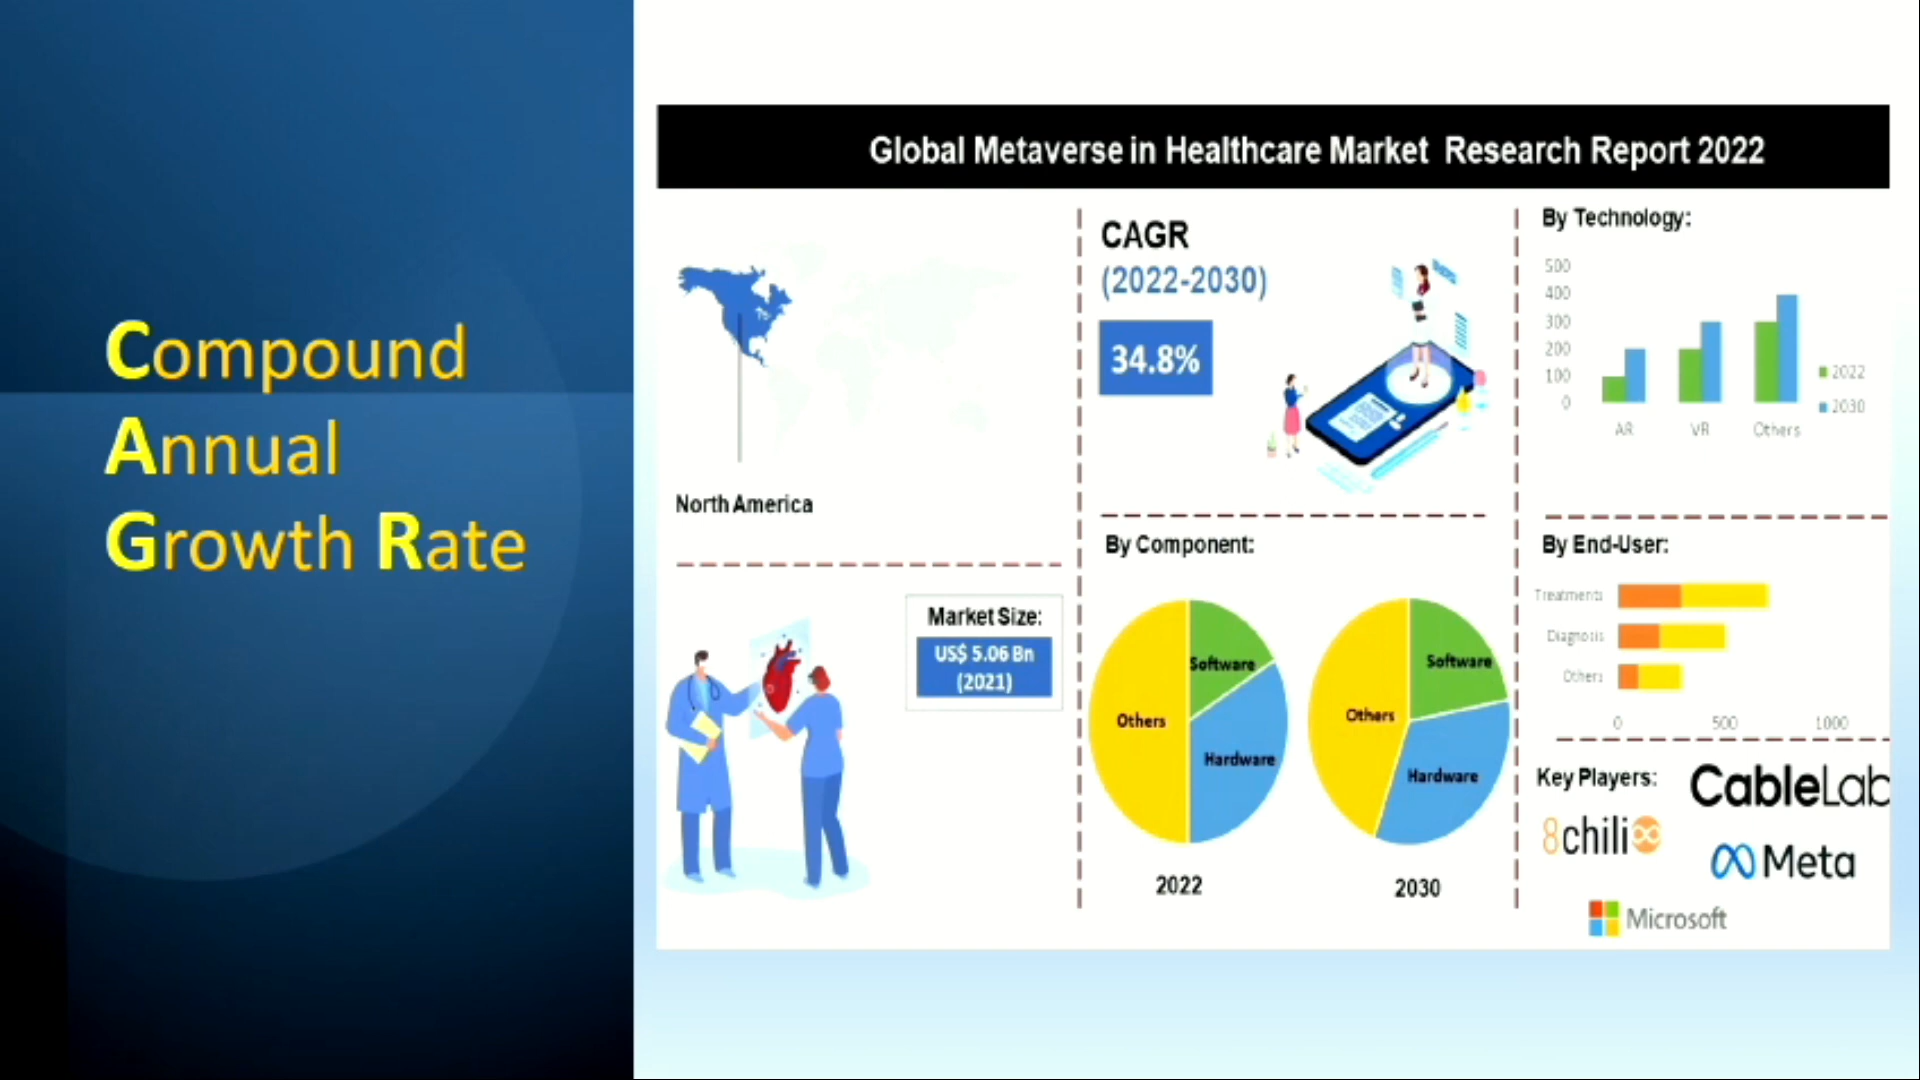 Compound
Annual
Growth Rate
Global Metaverse in Healthcare Market Research Report 2022
North America
Market Size:
US$ 5.06 Bn
(2021)
CAGR
(2022-2030)
34.8%
By Component:
Software
Others
Hardware
2022
Software
Others
Hardware
2030
By Technology:
500
400
300
200
100
0
AR VR Others
2022
2030
By End-User:
Treatments
Diagnosis
Others
0 500 1000
Key Players:
CableLab
8chili
Meta
Microsoft